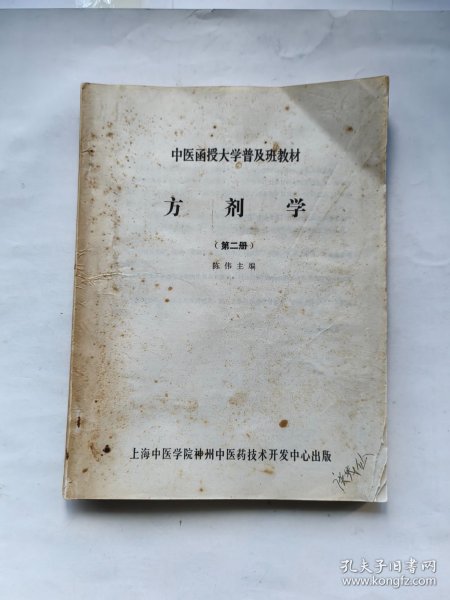 中医函授大学普及班教材
方剂学
（第二册）
陈伟主编
上海中医学院神州中医药技术开发中心出版
孔夫子旧书网
www.kongfz.com